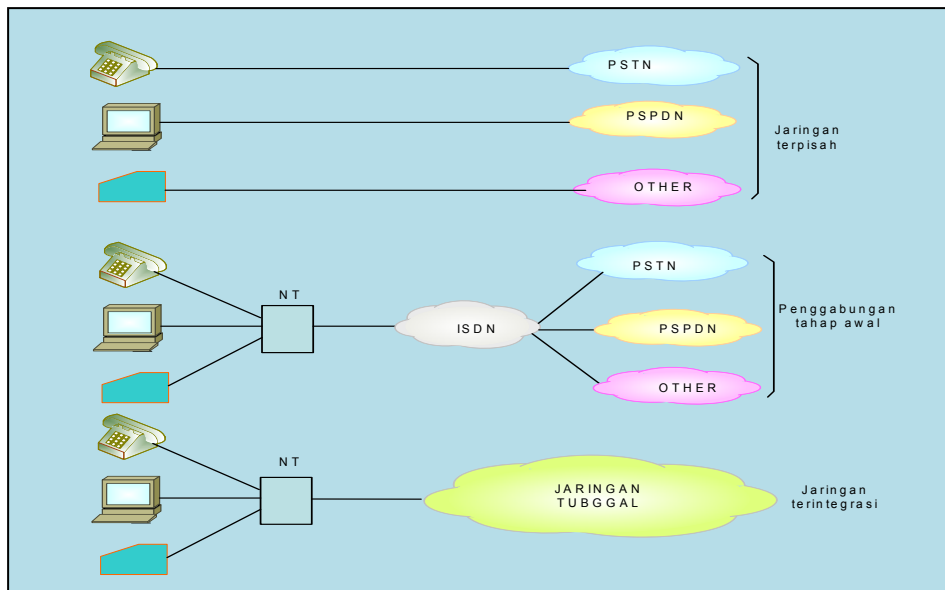 PSTN
PSPDN
OTHER
Jaringan
terpisah
NT
ISDN
PSTN
PSPDN
OTHER
Penggabungan
tahap awal
NT
JARINGAN
TUBGGAL
Jaringan
terintegrasi